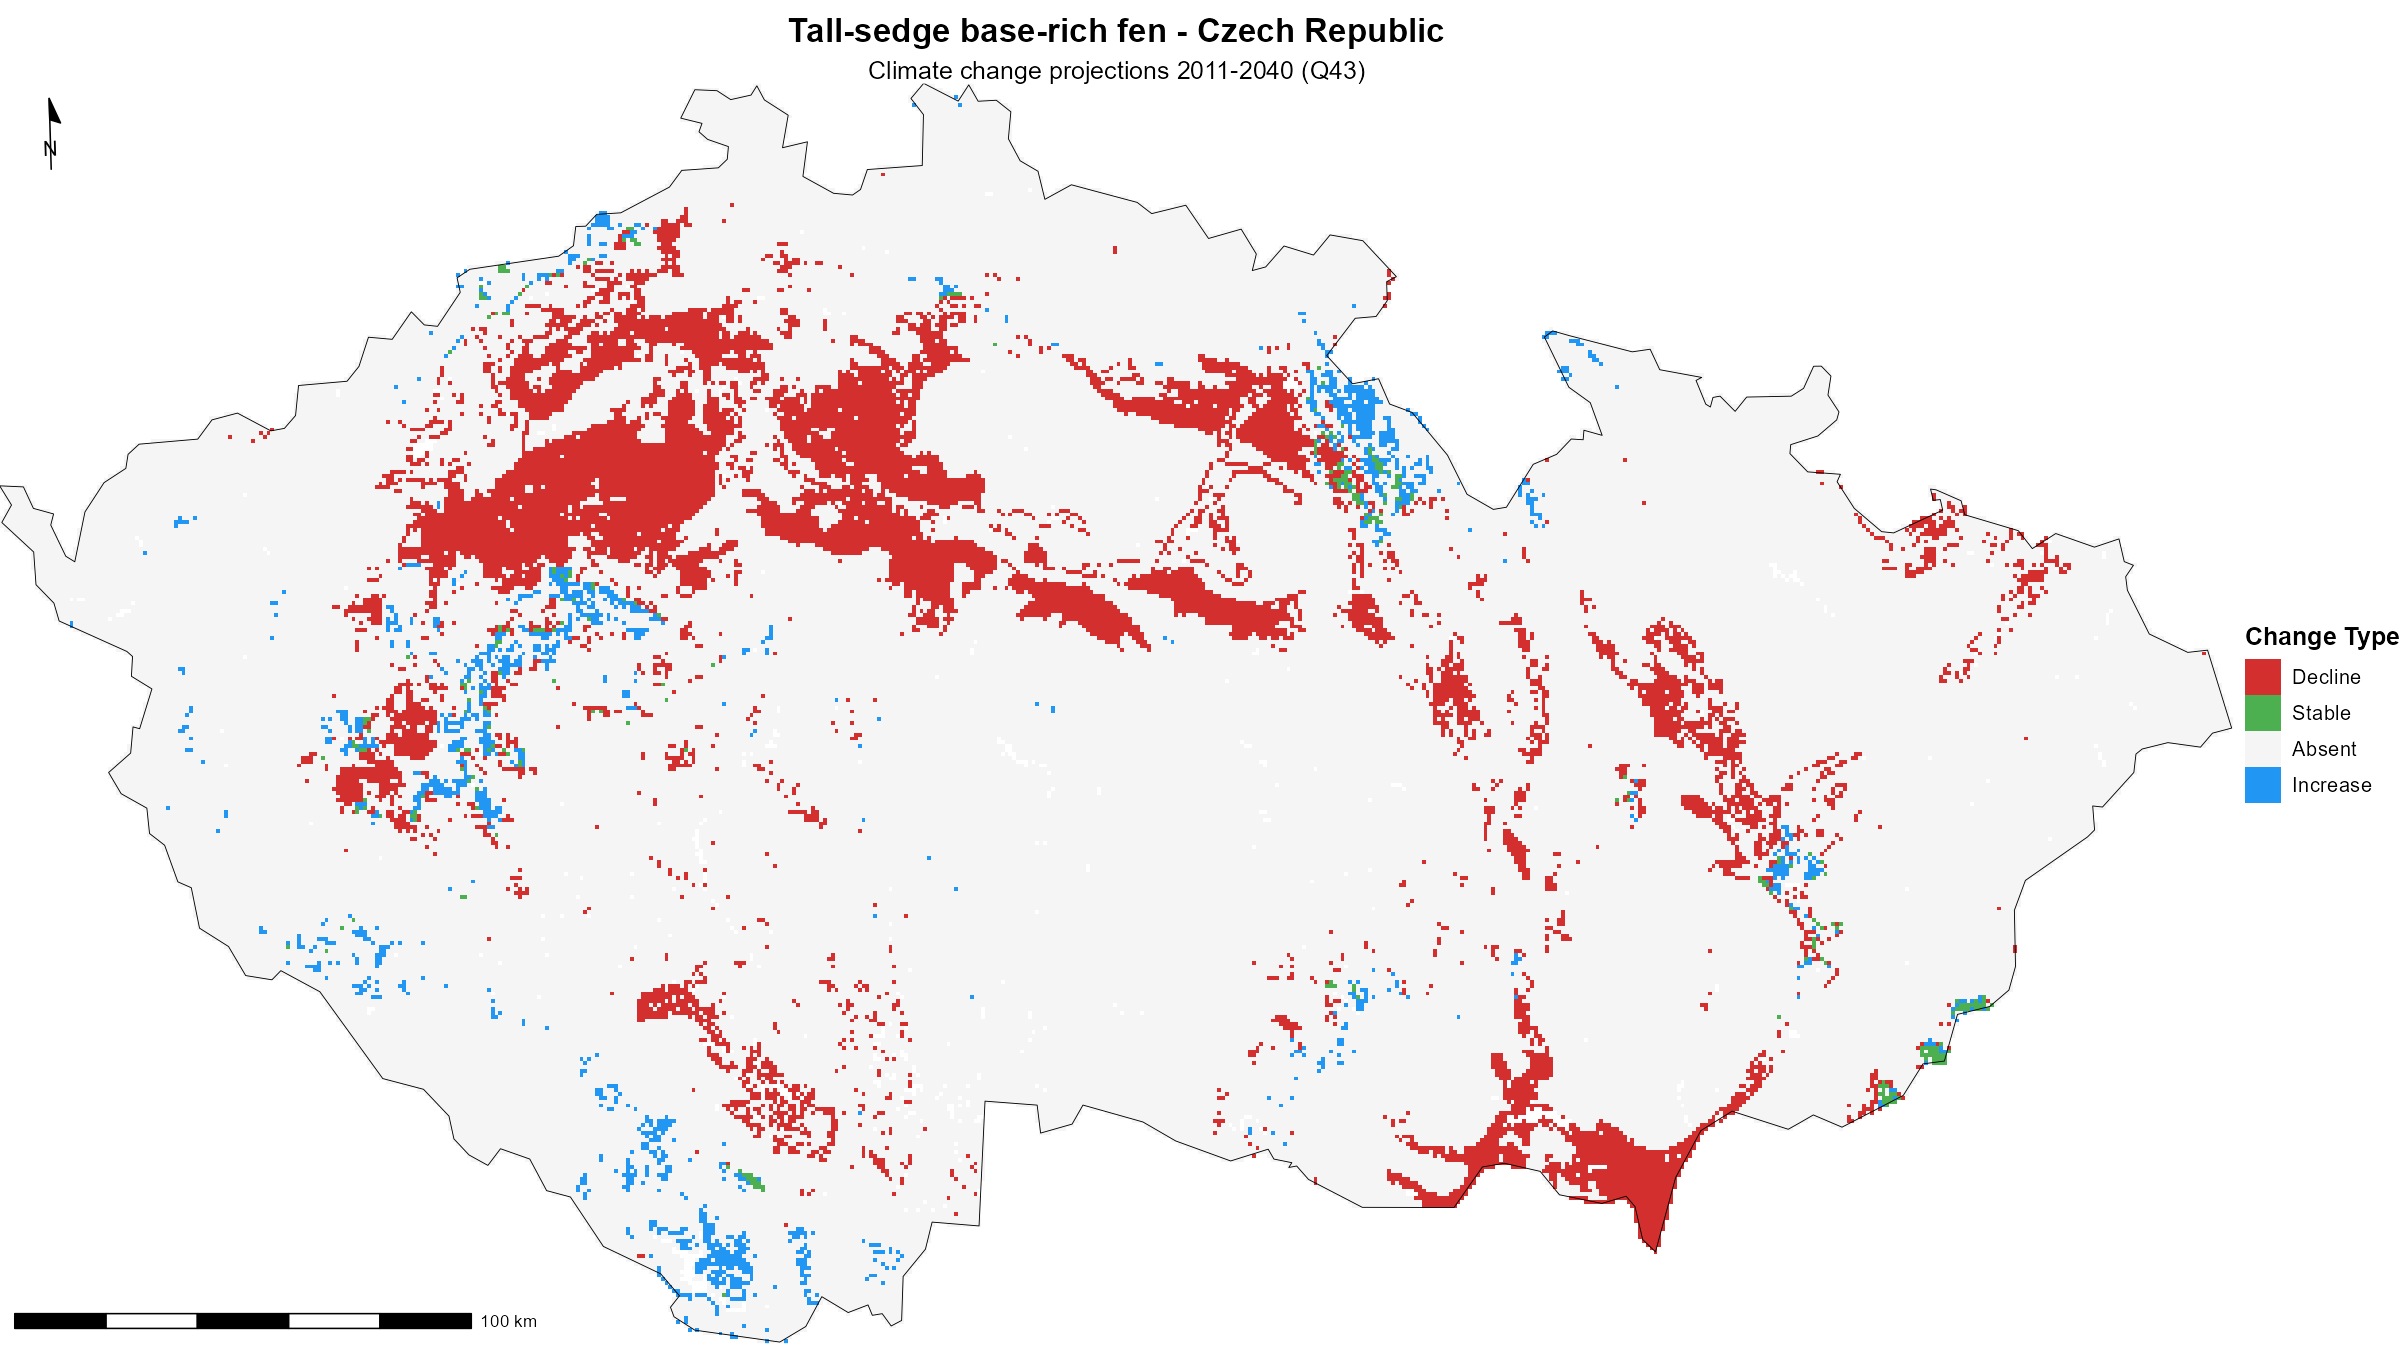 Tall-sedge base-rich fen - Czech Republic
Climate change projections 2011-2040 (Q43)
N
Change Type
Decline
Stable
Absent
Increase
100 km